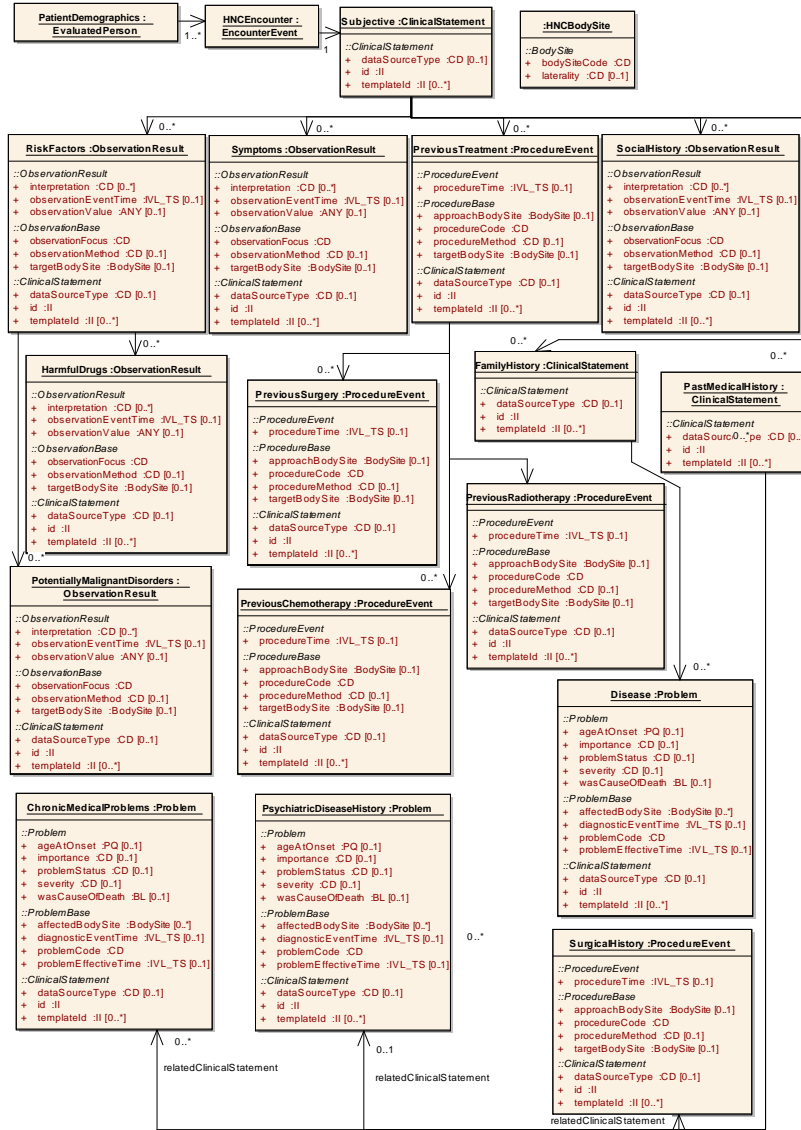 PatientDemographics :
EvaluatedPerson
1..*
HNCEncounter:
EncounterEvent
1
Subjective :ClinicalStatement
::ClinicalStatement
+ dataSourceType :CD [0..1]
+ id :II
+ templateId :II [0..*]
:HNCBodySite
::BodySite
+ bodySiteCode :CD
+ laterality :CD [0..1]
0..*
0..*
0..*
0..*
RiskFactors :ObservationResult
::ObservationResult
+ interpretation :CD [0..*]
+ observationEventTime :IVL_TS [0..1]
+ observationValue :ANY [0..1]
::ObservationBase
+ observationFocus :CD
+ observationMethod :CD [0..1]
+ targetBodySite :BodySite [0..1]
::ClinicalStatement
+ dataSourceType :CD [0..1]
+ id :II
+ templateId :II [0..*]
Symptoms :ObservationResult
::ObservationResult
+ interpretation :CD [0..*]
+ observationEventTime :IVL_TS [0..1]
+ observationValue :ANY [0..1]
::ObservationBase
+ observationFocus :CD
+ observationMethod :CD [0..1]
+ targetBodySite :BodySite [0..1]
::ClinicalStatement
+ dataSourceType :CD [0..1]
+ id :II
+ templateId :II [0..*]
PreviousTreatment :ProcedureEvent
::ProcedureEvent
+ procedureTime :IVL_TS [0..1]
::ProcedureBase
+ approachBodySite :BodySite [0..1]
+ procedureCode :CD
+ procedureMethod :CD [0..1]
+ targetBodySite :BodySite [0..1]
::ClinicalStatement
+ dataSourceType :CD [0..1]
+ id :II
+ templateId :II [0..*]
SocialHistory :ObservationResult
::ObservationResult
+ interpretation :CD [0..*]
+ observationEventTime :IVL_TS [0..1]
+ observationValue :ANY [0..1]
::ObservationBase
+ observationFocus :CD
+ observationMethod :CD [0..1]
+ targetBodySite :BodySite [0..1]
::ClinicalStatement
+ dataSourceType :CD [0..1]
+ id :II
+ templateId :II [0..*]
0..*
0..*
0..*
0..*
HarmfulDrugs :ObservationResult
::ObservationResult
+ interpretation :CD [0..*]
+ observationEventTime :IVL_TS [0..1]
+ observationValue :ANY [0..1]
::ObservationBase
+ observationFocus :CD
+ observationMethod :CD [0..1]
+ targetBodySite :BodySite [0..1]
::ClinicalStatement
+ dataSourceType :CD [0..1]
+ id :II
+ templateId :II [0..*]
PreviousSurgery :ProcedureEvent
::ProcedureEvent
+ procedureTime :IVL_TS [0..1]
::ProcedureBase
+ approachBodySite :BodySite [0..1]
+ procedureCode :CD
+ procedureMethod :CD [0..1]
+ targetBodySite :BodySite [0..1]
::ClinicalStatement
+ dataSourceType :CD [0..1]
+ id :II
+ templateId :II [0..*]
FamilyHistory :ClinicalStatement
::ClinicalStatement
+ dataSourceType :CD [0..1]
+ id :II
+ templateId :II [0..*]
PastMedicalHistory :
ClinicalStatement
::ClinicalStatement
+ :CD [0..
0..*
+ id :II
+ templateId :II [0..*]
0..*
PreviousRadiotherapy :ProcedureEvent
::ProcedureEvent
+ procedureTime :IVL_TS [0..1]
::ProcedureBase
+ approachBodySite :BodySite [0..1]
+ procedureCode :CD
+ procedureMethod :CD [0..1]
+ targetBodySite :BodySite [0..1]
::ClinicalStatement
+ dataSourceType :CD [0..1]
+ id :II
+ templateId :II [0..*]
0..*
PotentiallyMalignantDisorders :
ObservationResult
::ObservationResult
+ interpretation :CD [0..*]
+ observationEventTime :IVL_TS [0..1]
+ observationValue :ANY [0..1]
::ObservationBase
+ observationFocus :CD
+ observationMethod :CD [0..1]
+ targetBodySite :BodySite [0..1]
::ClinicalStatement
+ dataSourceType :CD [0..1]
+ id :II
+ templateId :II [0..*]
0..*
PreviousChemotherapy :ProcedureEvent
::ProcedureEvent
+ procedureTime :IVL_TS [0..1]
::ProcedureBase
+ approachBodySite :BodySite [0..1]
+ procedureCode :CD
+ procedureMethod :CD [0..1]
+ targetBodySite :BodySite [0..1]
::ClinicalStatement
+ dataSourceType :CD [0..1]
+ id :II
+ templateId :II [0..*]
0..*
Disease :Problem
::Problem
+ ageAtOnset :PQ [0..1]
+ importance :CD [0..1]
+ problemStatus :CD [0..1]
+ severity :CD [0..1]
+ wasCauseOfDeath :BL [0..1]
::ProblemBase
+ affectedBodySite :BodySite [0..*]
+ diagnosticEventTime :IVL_TS [0..1]
+ problemCode :CD
+ problemEffectiveTime :IVL_TS [0..1]
::ClinicalStatement
+ dataSourceType :CD [0..1]
+ id :II
+ templateId :II [0..*]
ChronicMedicalProblems :Problem
::Problem
+ ageAtOnset :PQ [0..1]
+ importance :CD [0..1]
+ problemStatus :CD [0..1]
+ severity :CD [0..1]
+ wasCauseOfDeath :BL [0..1]
::ProblemBase
+ affectedBodySite :BodySite [0..*]
+ diagnosticEventTime :IVL_TS [0..1]
+ problemCode :CD
+ problemEffectiveTime :IVL_TS [0..1]
::ClinicalStatement
+ dataSourceType :CD [0..1]
+ id :II
+ templateId :II [0..*]
PsychiatricDiseaseHistory :Problem
::Problem
+ ageAtOnset :PQ [0..1]
+ importance :CD [0..1]
+ problemStatus :CD [0..1]
+ severity :CD [0..1]
+ wasCauseOfDeath :BL [0..1]
::ProblemBase
+ affectedBodySite :BodySite [0..*]
+ diagnosticEventTime :IVL_TS [0..1]
+ problemCode :CD
+ problemEffectiveTime :IVL_TS [0..1]
::ClinicalStatement
+ dataSourceType :CD [0..1]
+ id :II
+ templateId :II [0..*]
0..*
SurgicalHistory :ProcedureEvent
::ProcedureEvent
+ procedureTime :IVL_TS [0..1]
::ProcedureBase
+ approachBodySite :BodySite [0..1]
+ procedureCode :CD
+ procedureMethod :CD [0..1]
+ targetBodySite :BodySite [0..1]
::ClinicalStatement
+ dataSourceType :CD [0..1]
+ id :II
+ templateId :II [0..*]
0..*
relatedClinicalStatement
0..1
relatedClinicalStatement
relatedClinicalStatement